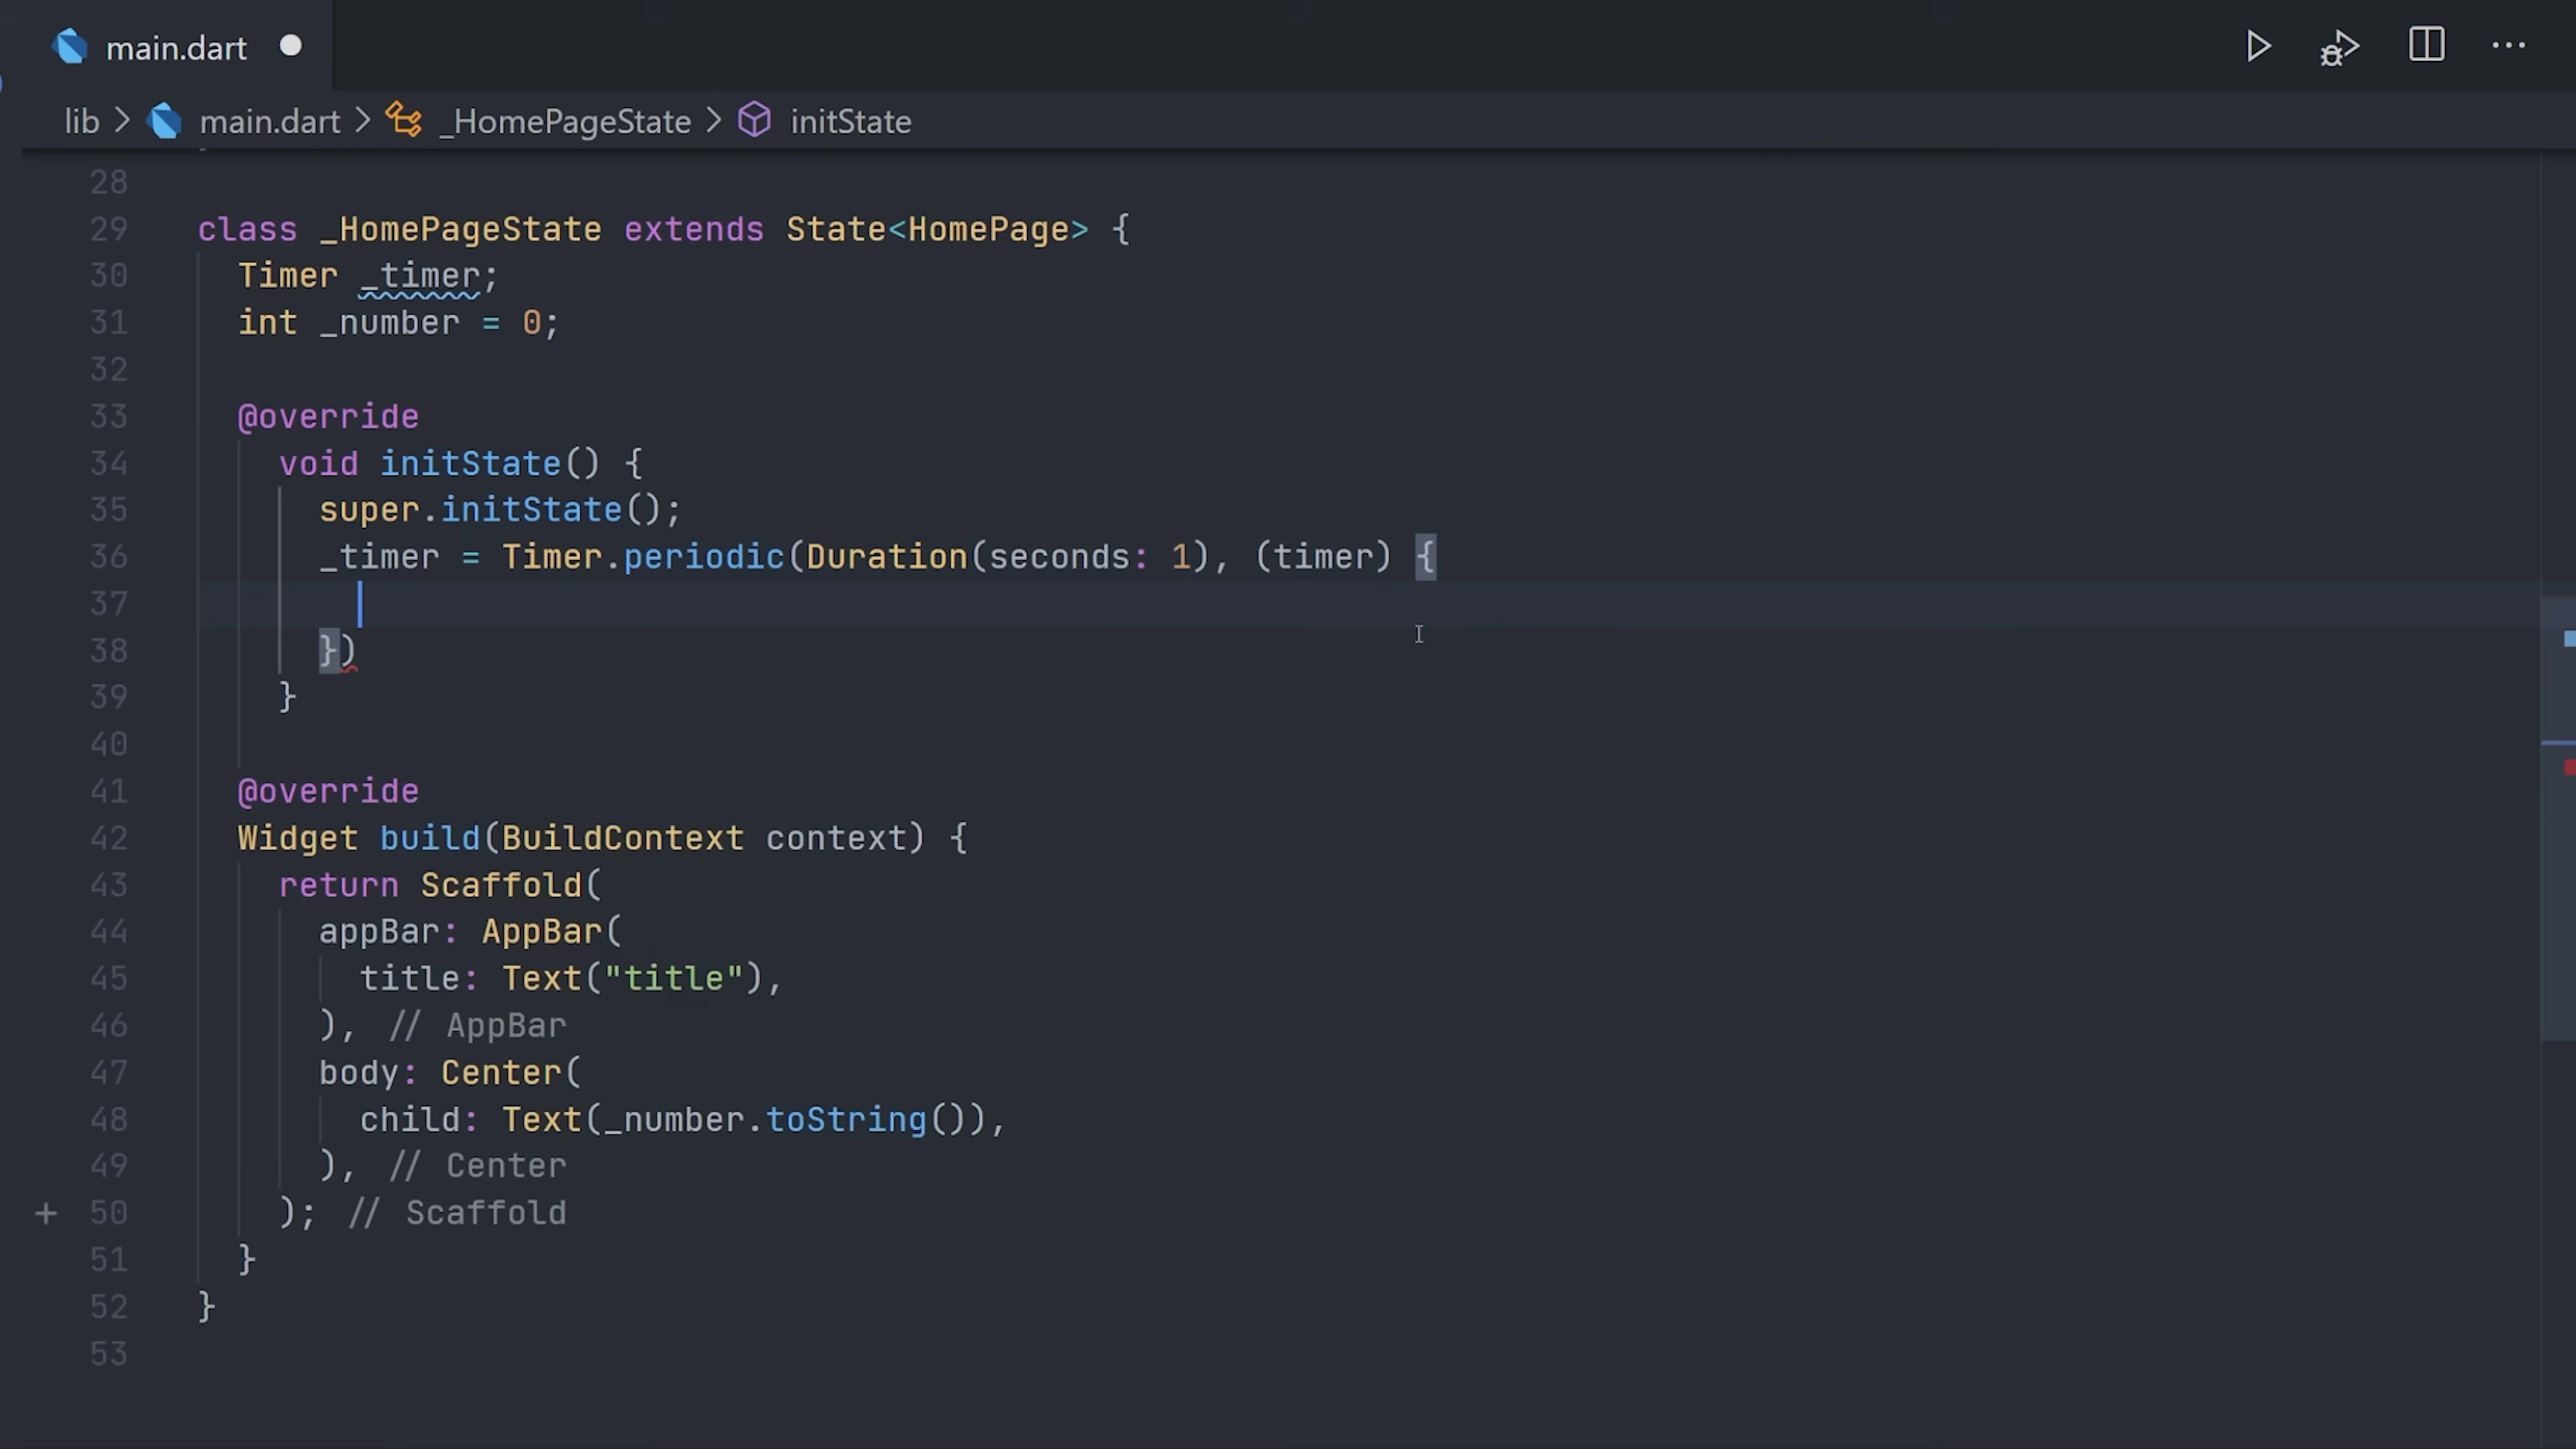 main.dart
lib > main.dart > _HomePageState > initState
28
29 class _HomePageState extends State<HomePage> {
30 Timer _timer;
31 int _number = 0;
32
33 @override
34 void initState() {
35 super.initState();
36 _timer = Timer.periodic(Duration(seconds: 1), (timer) {
37
38 })
39 }
40
41 @override
42 Widget build(BuildContext context) {
43 return Scaffold(
44 appBar: AppBar(
45 title: Text("title"),
46 ), // AppBar
47 body: Center(
48 child: Text(_number.toString()),
49 ), // Center
+ 50 ); // Scaffold
51 }
52 }
53